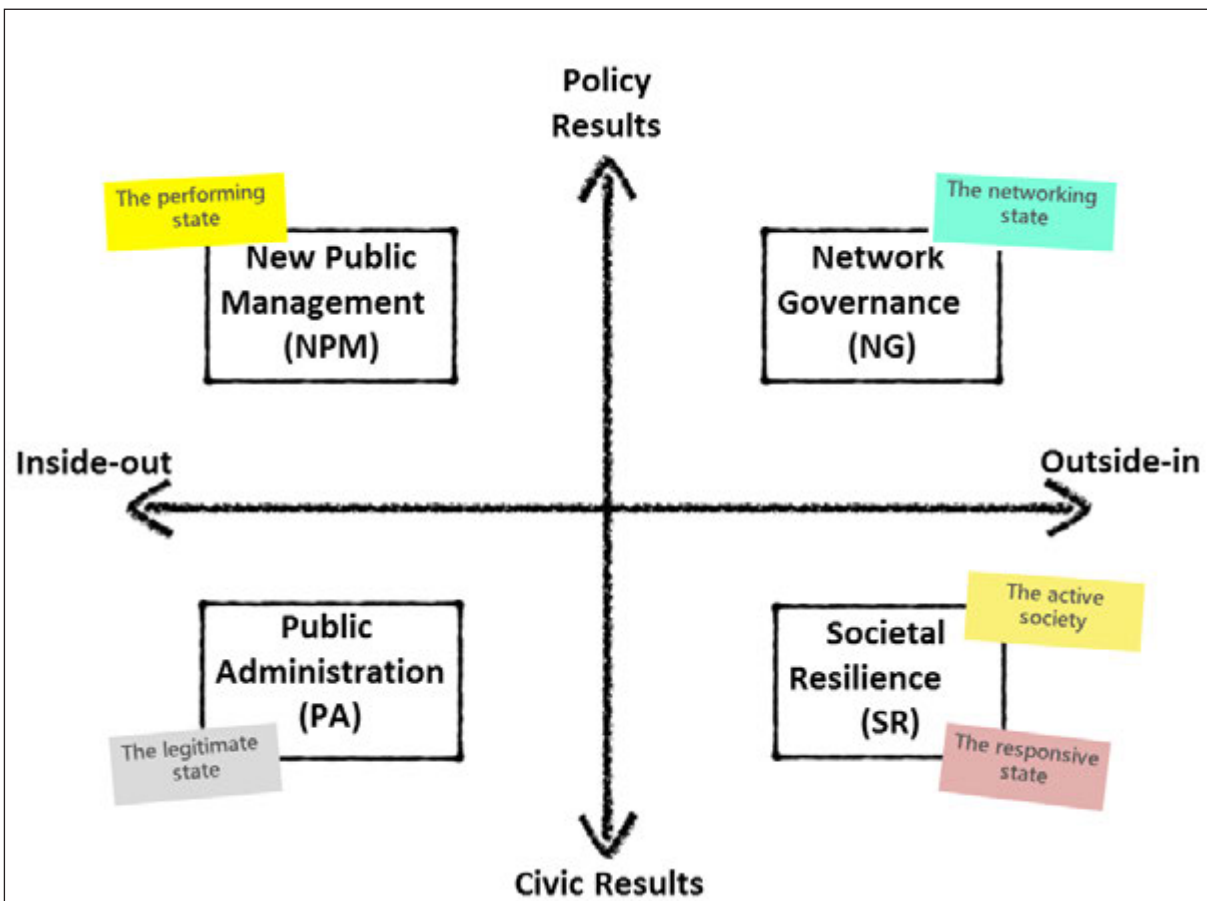 Policy
Results
The performing
state
New Public
Management
(NPM)
The networking
state
Network
Governance
(NG)
Inside-out
Outside-in
Public
Administration
(PA)
The legitimate
state
The active
society
Societal
Resilience
(SR)
The responsive
state
Civic Results